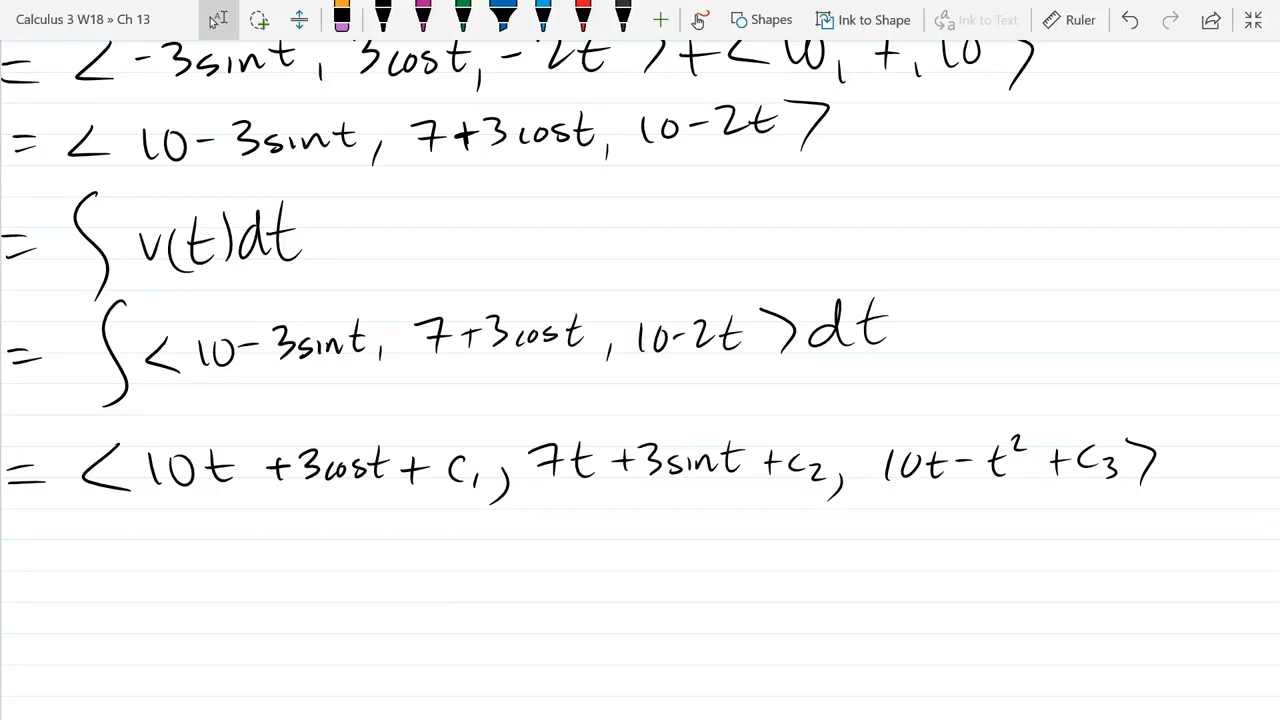 Calculus 3 W18 » Ch 13 Shapes Ink to Shape Ink to Text Ruler
= < -3sint, 3cost, -2t > + < 10, 7, 10 >
= < 10 - 3sint, 7 + 3cost, 10 - 2t >
= ∫ v(t)dt
= ∫ < 10 - 3sint, 7 + 3cost, 10 - 2t > dt
= < 10t + 3cost + c₁, 7t + 3sint + c₂, 10t - t² + c₃ >